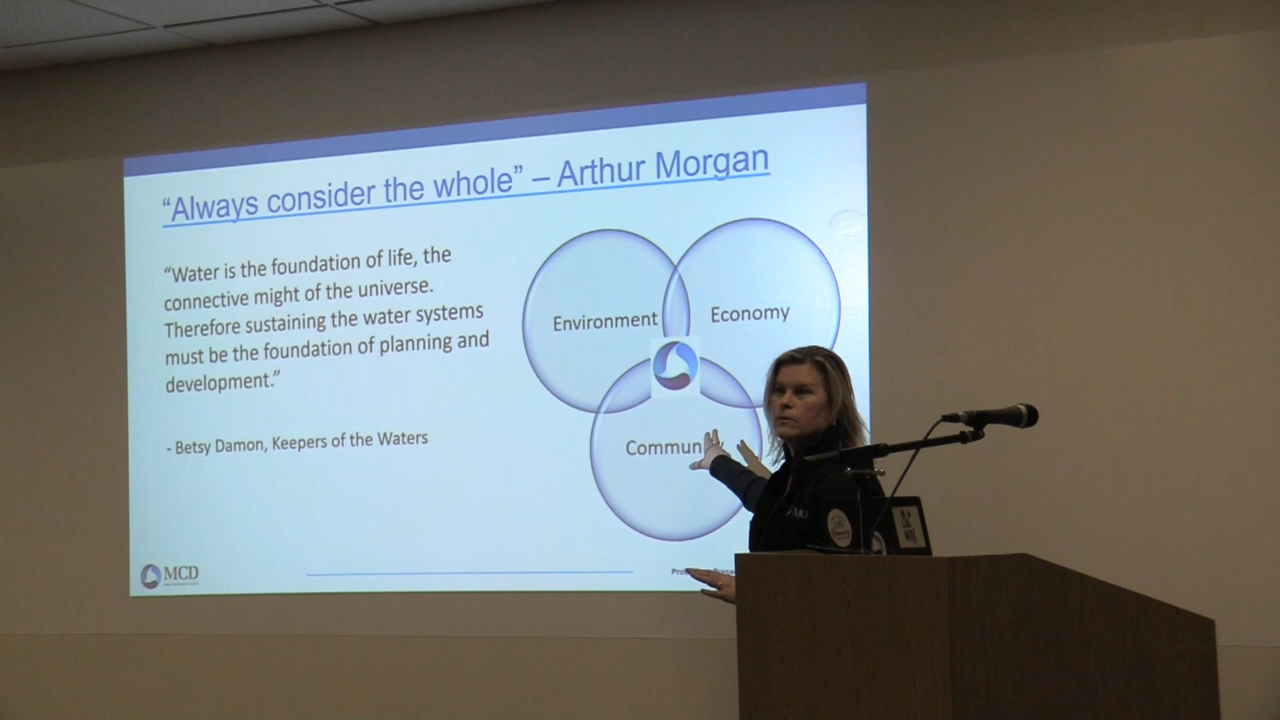 “Always consider the whole” – Arthur Morgan
“Water is the foundation of life, the
connective might of the universe.
Therefore sustaining the water systems
must be the foundation of planning and
development.”
- Betsy Damon, Keepers of the Waters
Environment
Economy
Commun
MCD